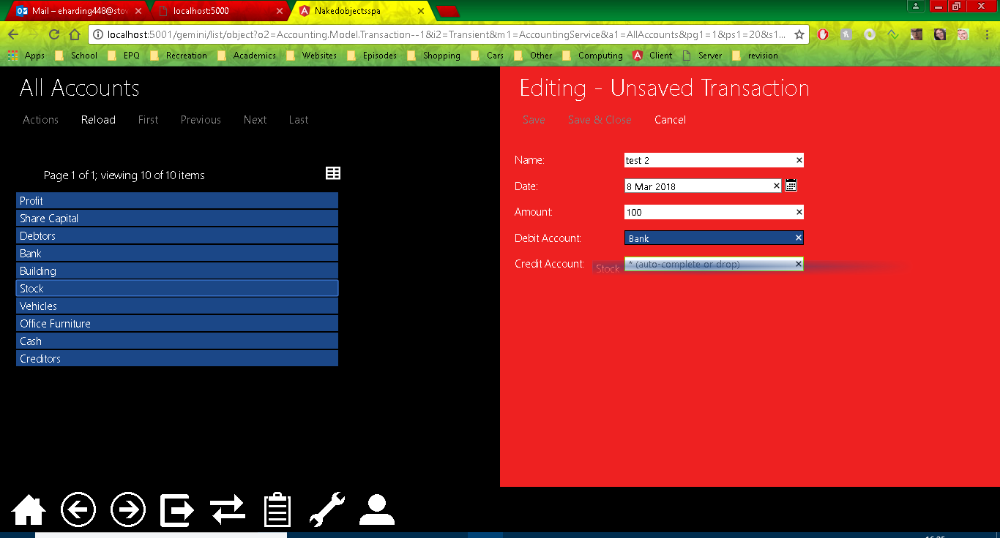 Mail – eharding448@stov
localhost:5000
Nakedobjectsspa
localhost:5001/gemini/list/object?o2=Accounting.Model.Transaction--1&i2=Transient&m1=AccountingService&a1=AllAccounts&pg1=1&ps1=20&s1...
Apps School EPQ Recreation Academics Websites Episodes Shopping Cars Other Computing Client Server revision
All Accounts
Actions Reload First Previous Next Last
Page 1 of 1; viewing 10 of 10 items
Profit
Share Capital
Debtors
Bank
Building
Stock
Vehicles
Office Furniture
Cash
Creditors
Editing - Unsaved Transaction
Save Save & Close Cancel
Name: test 2
Date: 8 Mar 2018
Amount: 100
Debit Account: Bank
Credit Account: Stock * (auto-complete or drop)